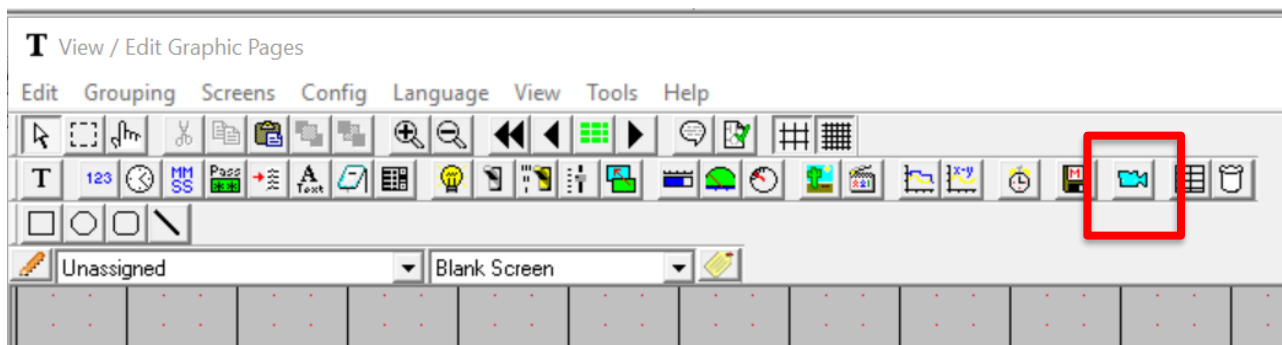 T View / Edit Graphic Pages
Edit Grouping Screens Config Language View Tools Help
T 123 MM SS Pass ** A Text M X-Y
Unassigned Blank Screen